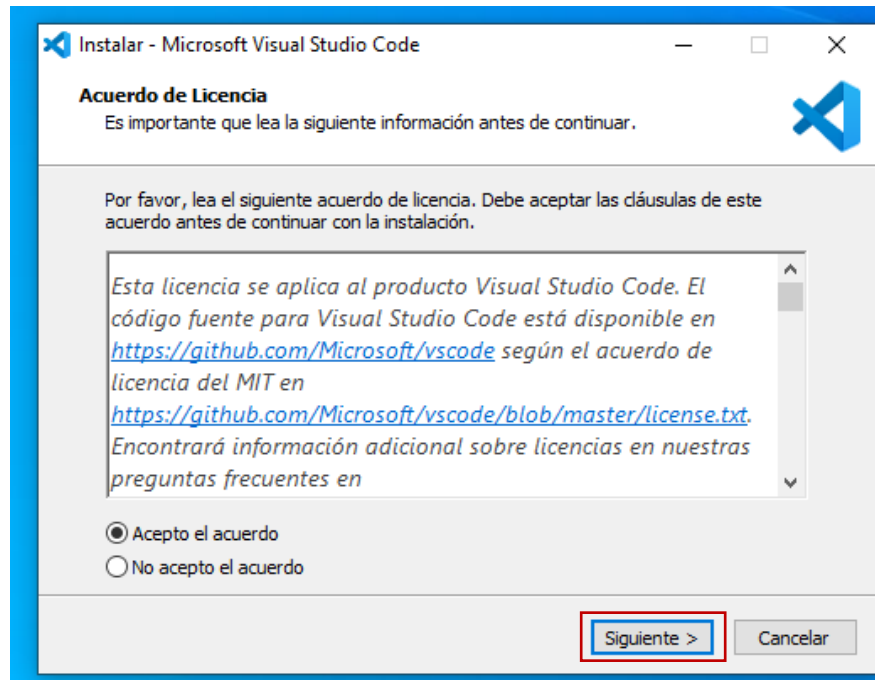 Instalar - Microsoft Visual Studio Code
Acuerdo de Licencia
Es importante que lea la siguiente información antes de continuar.
Por favor, lea el siguiente acuerdo de licencia. Debe aceptar las cláusulas de este
acuerdo antes de continuar con la instalación.
Esta licencia se aplica al producto Visual Studio Code. El
código fuente para Visual Studio Code está disponible en
https://github.com/Microsoft/vscode según el acuerdo de
licencia del MIT en
https://github.com/Microsoft/vscode/blob/master/license.txt.
Encontrará información adicional sobre licencias en nuestras
preguntas frecuentes en
Acepto el acuerdo
No acepto el acuerdo
Siguiente > Cancelar